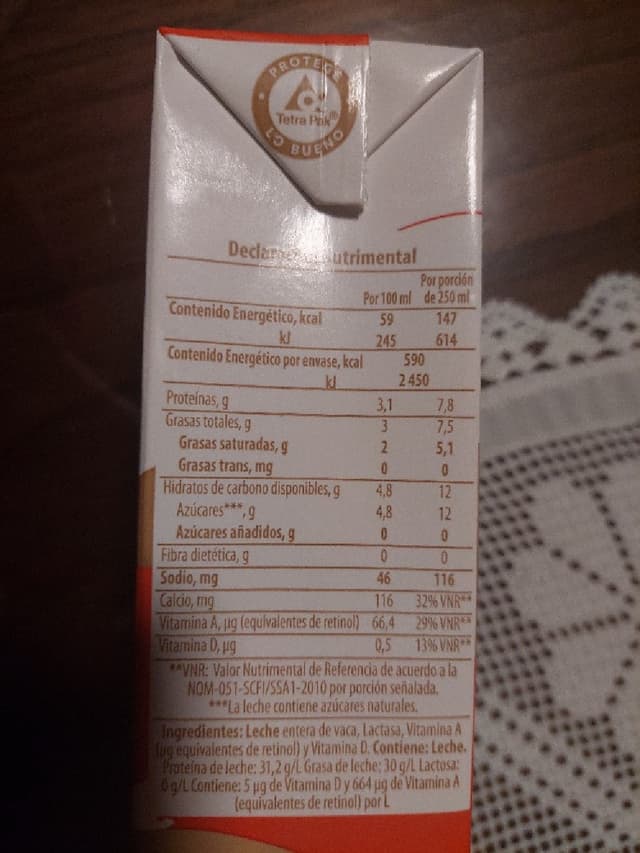 PROTEGE
Tetra Pak®
LO BUENO
Nutrimental
Por porción
Por 100 ml de 250 ml
Contenido Energético, kcal 59 147
kJ 245 614
Contenido Energético por envase, kcal 590
kJ 2 450
Proteínas, g 3,1 7,8
Grasas totales, g 3 7,5
Grasas saturadas, g 2 5,1
Grasas trans, mg 0 0
Hidratos de carbono disponibles, g 4,8 12
Azúcares***, g 4,8 12
Azúcares añadidos, g 0 0
Fibra dietética, g 0 0
Sodio, mg 46 116
Calcio, mg 116 32% VNR**
Vitamina A, µg (equivalentes de retinol) 66,4 29% VNR**
Vitamina D, µg 0,5 13% VNR**
**VNR: Valor Nutrimental de Referencia de acuerdo a la
NOM-051-SCFI/SSA1-2010 por porción señalada.
***La leche contiene azúcares naturales.
Ingredientes: Leche entera de vaca, Lactasa, Vitamina A
(µg equivalentes de retinol) y Vitamina D. Contiene: Leche.
Proteína de leche: 31,2 g/L Grasa de leche: 30 g/L Lactosa:
g/L Contiene: 5 µg de Vitamina D y 664 µg de Vitamina A
(equivalentes de retinol) por L